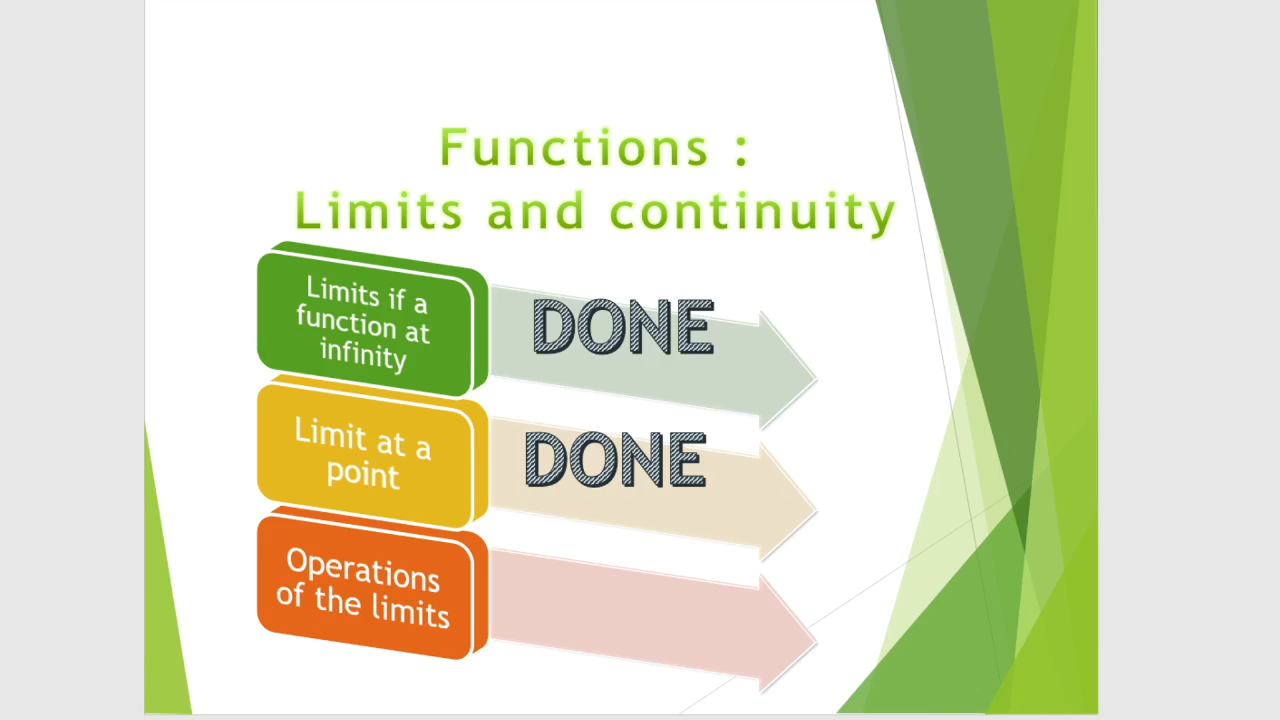 Functions :
Limits and continuity
Limits if a
function at
infinity
DONE
Limit at a
point
DONE
Operations
of the limits